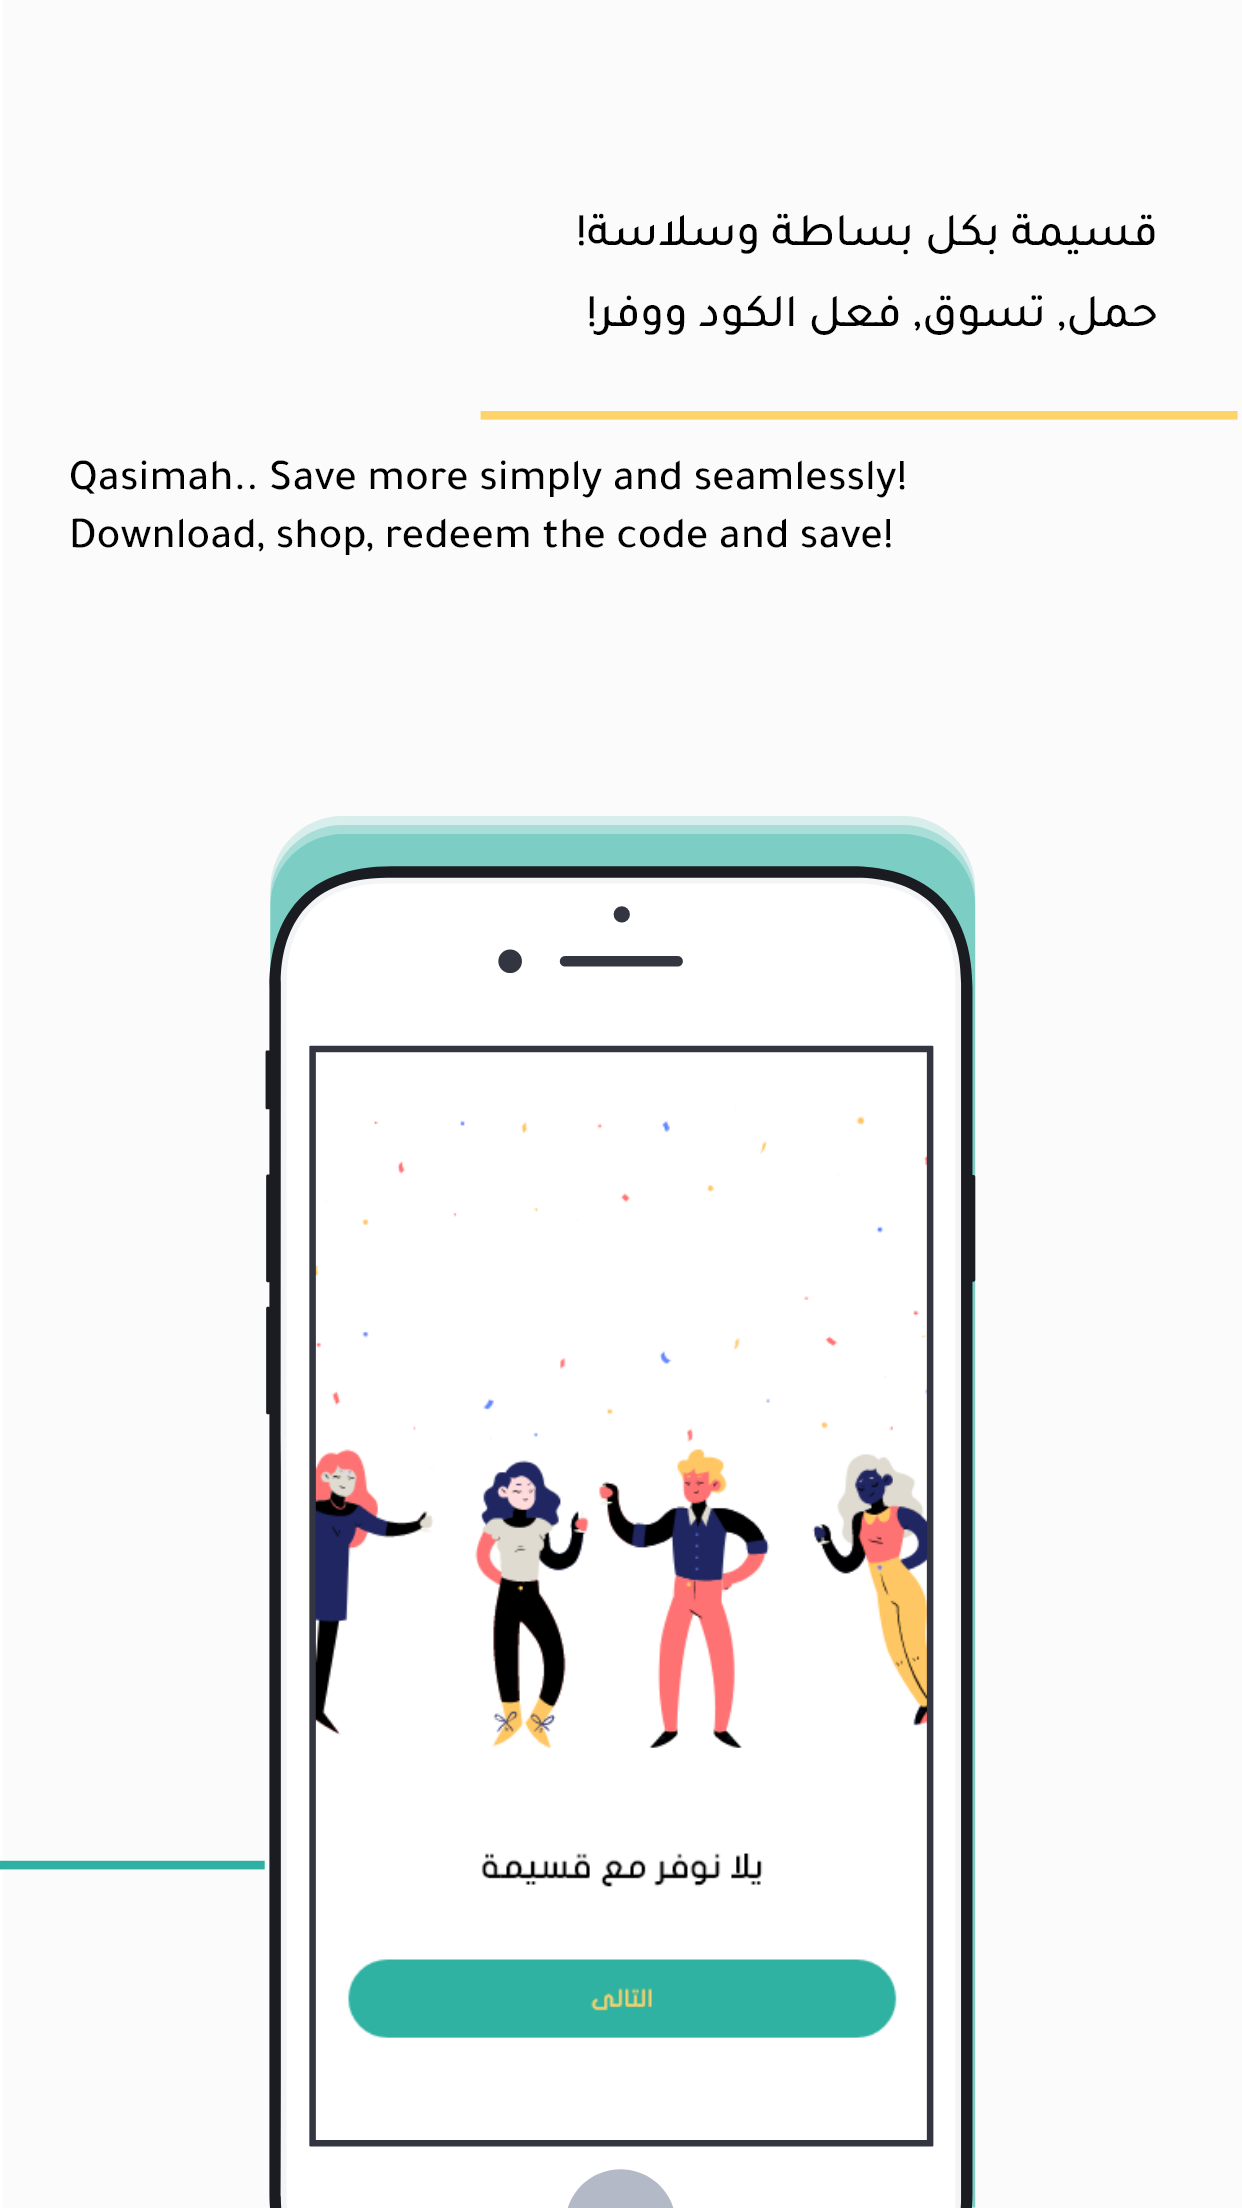 قسيمة بكل بساطة وسلاسة!
حمل, تسوق, فعل الكود ووفر!
Qasimah.. Save more simply and seamlessly!
Download, shop, redeem the code and save!
يلا نوفر مع قسيمة
التالى